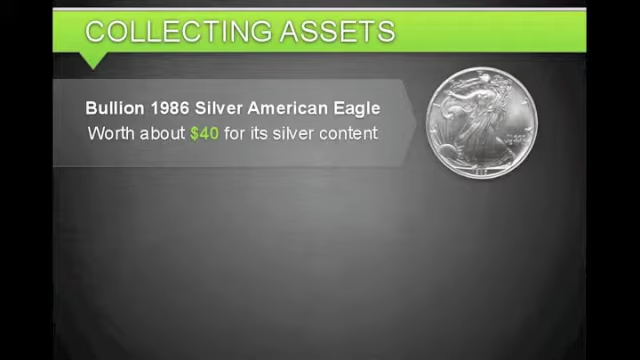 COLLECTING ASSETS
Bullion 1986 Silver American Eagle
Worth about $40 for its silver content